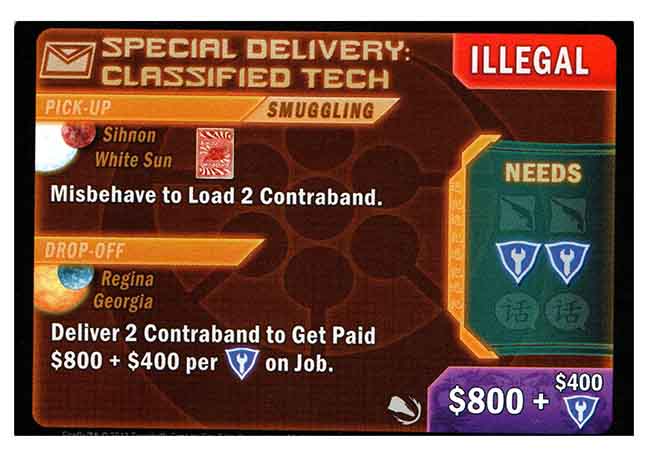 SPECIAL DELIVERY:
CLASSIFIED TECH
ILLEGAL
PICK-UP
SMUGGLING
Sihnon
White Sun
Misbehave to Load 2 Contraband.
NEEDS
话 话
DROP-OFF
Regina
Georgia
Deliver 2 Contraband to Get Paid
$800 + $400 per on Job.
$800 + $400